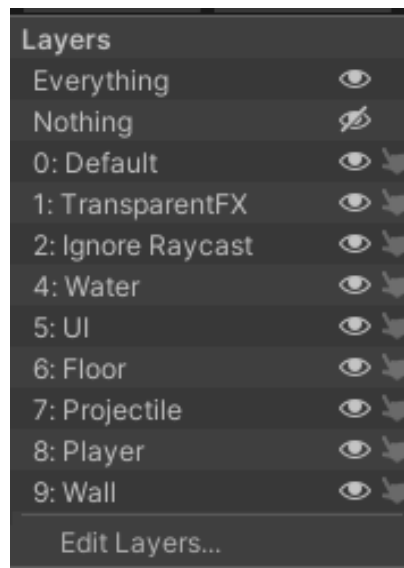 Layers
Everything
Nothing
0: Default
1: TransparentFX
2: Ignore Raycast
4: Water
5: UI
6: Floor
7: Projectile
8: Player
9: Wall
Edit Layers...